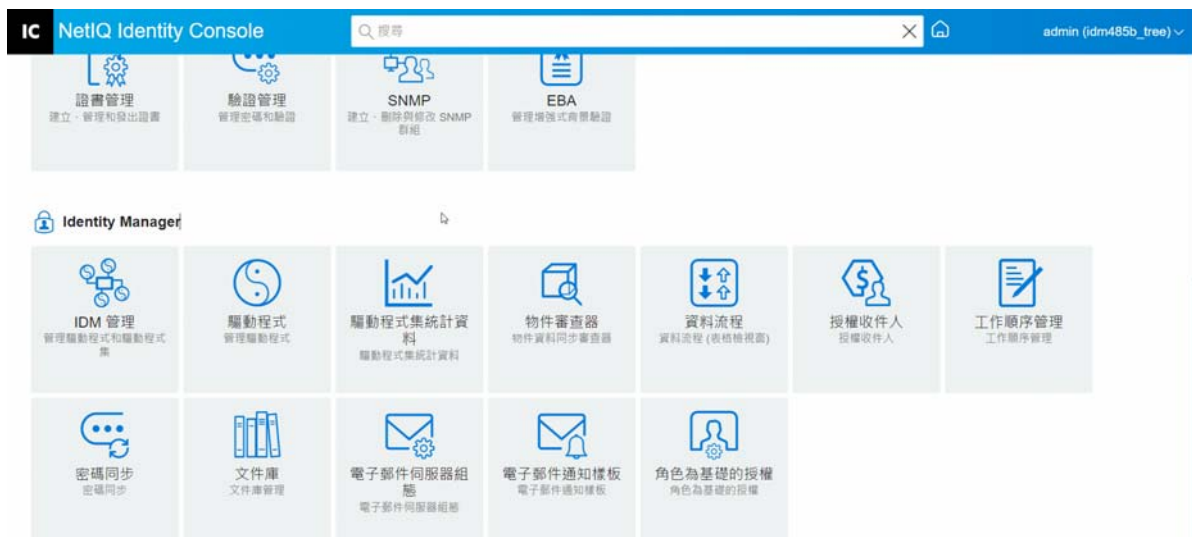 IC NetIQ Identity Console 搜尋 admin (idm485b_tree)
證書管理 驗證管理 SNMP EBA
建立、管理和發出證書 管理密碼和驗證 建立、刪除與修改 SNMP 管理增強式背景驗證
群組
Identity Manager
IDM 管理 驅動程式 驅動程式集統計資 物件審查器 資料流程 授權收件人 工作順序管理
管理驅動程式和驅動程式 管理驅動程式 料 物件資料同步審查器 資料流程 (表格檢視窗) 授權收件人 工作順序管理
集 驅動程式集統計資料
密碼同步 文件庫 電子郵件伺服器組 電子郵件通知樣板 角色為基礎的授權
密碼同步 文件庫管理 態 電子郵件通知樣板 角色為基礎的授權
電子郵件伺服器組態